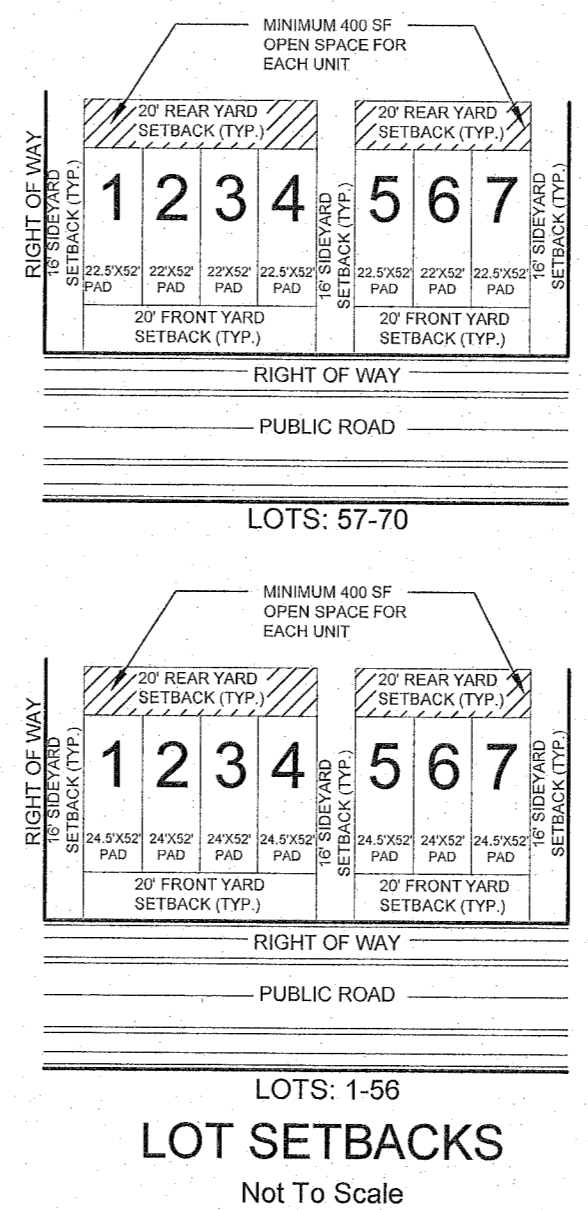 MINIMUM 400 SF
OPEN SPACE FOR
EACH UNIT
20' REAR YARD
SETBACK (TYP.)
20' REAR YARD
SETBACK (TYP.)
RIGHT OF WAY
16' SIDEYARD
SETBACK (TYP.)
1
2
3
4
16' SIDEYARD
SETBACK (TYP.)
5
6
7
16' SIDEYARD
SETBACK (TYP.)
22.5'X52'
PAD
22'X52'
PAD
22'X52'
PAD
22.5'X52'
PAD
22.5'X52'
PAD
22'X52'
PAD
22.5'X52'
PAD
20' FRONT YARD
SETBACK (TYP.)
20' FRONT YARD
SETBACK (TYP.)
RIGHT OF WAY
PUBLIC ROAD
LOTS: 57-70
MINIMUM 400 SF
OPEN SPACE FOR
EACH UNIT
20' REAR YARD
SETBACK (TYP.)
20' REAR YARD
SETBACK (TYP.)
RIGHT OF WAY
16' SIDEYARD
SETBACK (TYP.)
1
2
3
4
16' SIDEYARD
SETBACK (TYP.)
5
6
7
16' SIDEYARD
SETBACK (TYP.)
24.5'X52'
PAD
24'X52'
PAD
24'X52'
PAD
24.5'X52'
PAD
24.5'X52'
PAD
24'X52'
PAD
24.5'X52'
PAD
20' FRONT YARD
SETBACK (TYP.)
20' FRONT YARD
SETBACK (TYP.)
RIGHT OF WAY
PUBLIC ROAD
LOTS: 1-56
LOT SETBACKS
Not To Scale